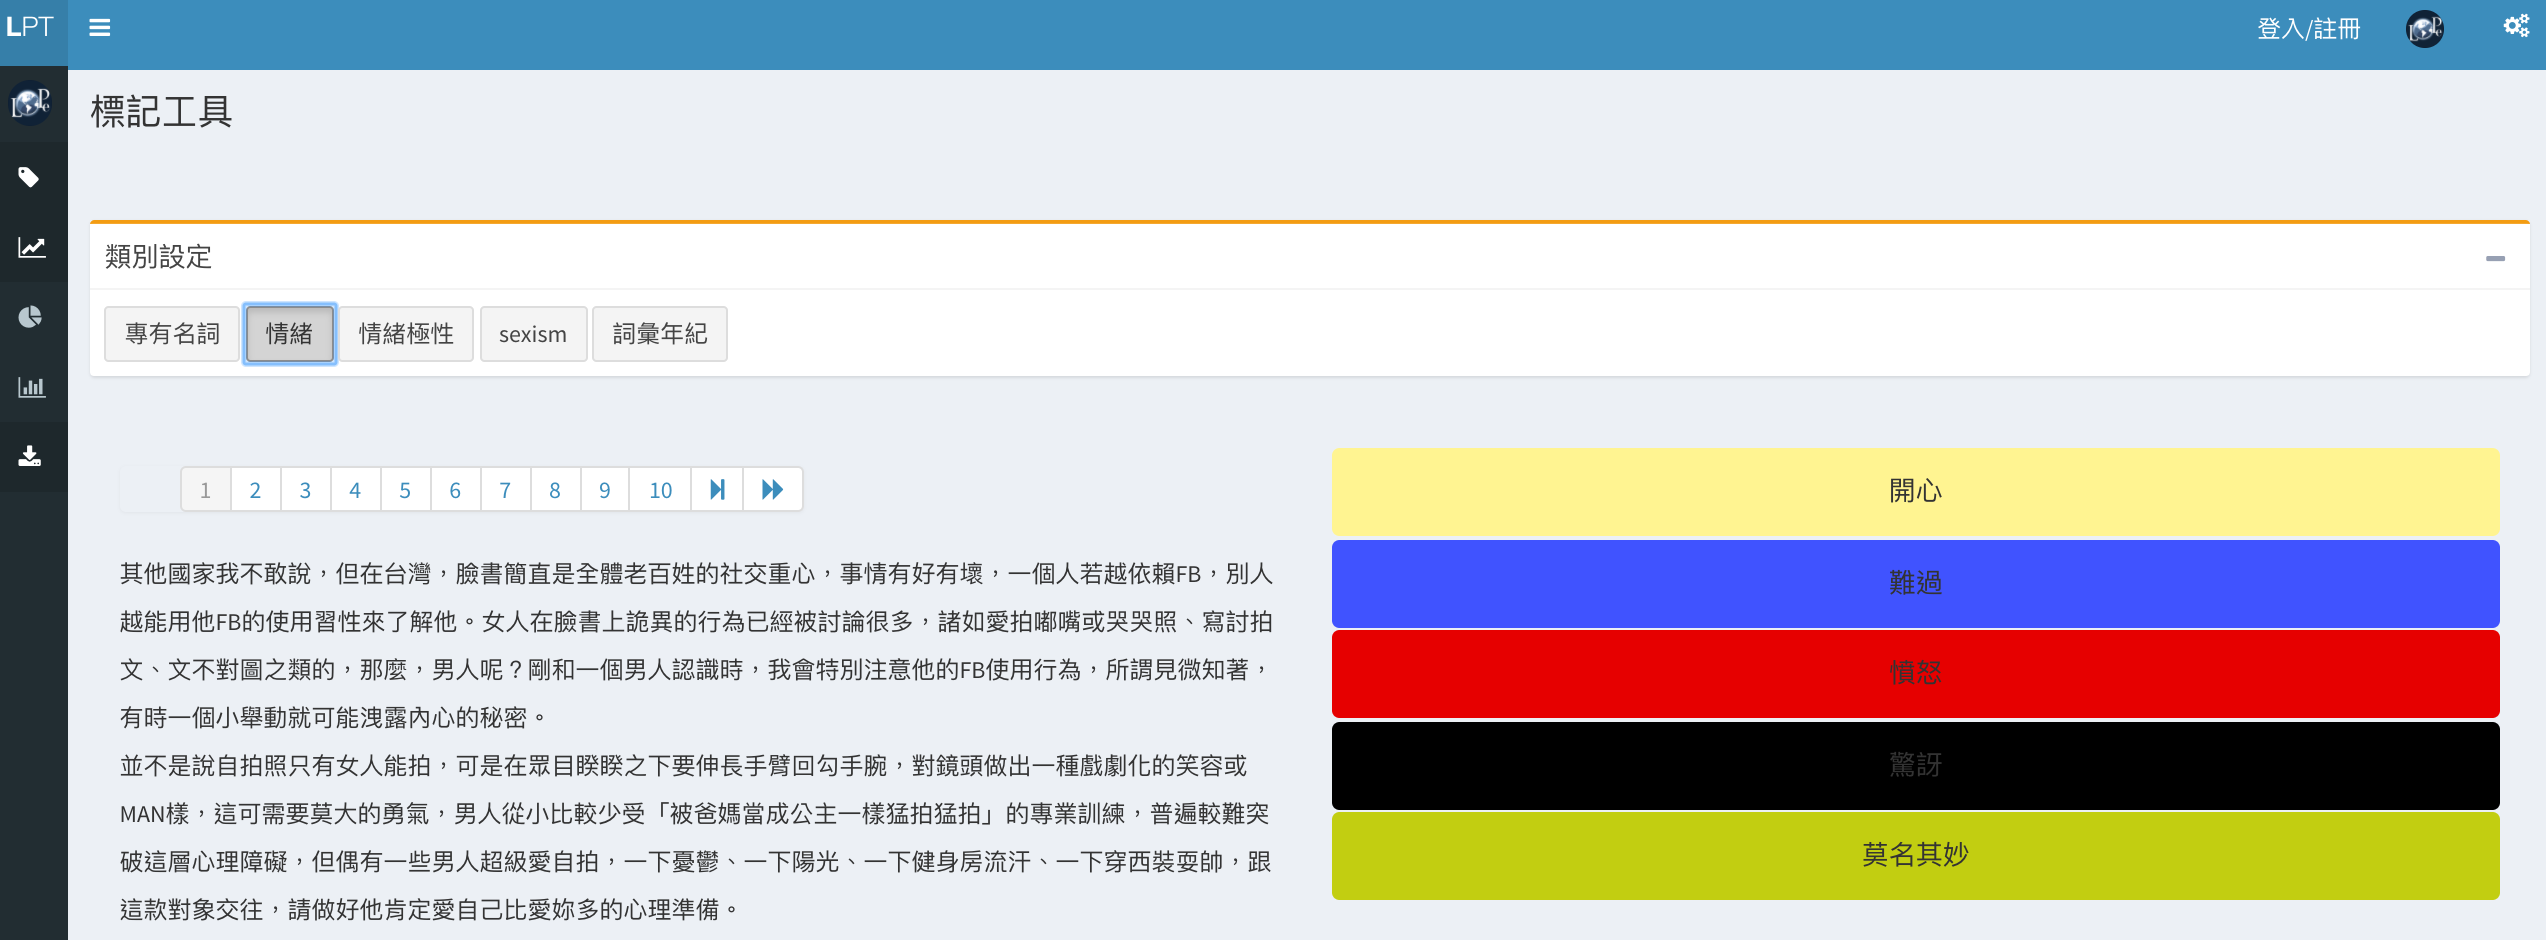 LPT
登入/註冊
標記工具
類別設定
專有名詞 情緒 情緒極性 sexism 詞彙年紀
1 2 3 4 5 6 7 8 9 10
其他國家我不敢說，但在台灣，臉書簡直是全體老百姓的社交重心，事情有好有壞，一個人若越依賴FB，別人
越能用他FB的使用習性來了解他。女人在臉書上詭異的行為已經被討論很多，諸如愛拍嘟嘴或哭哭照、寫討拍
文、文不對圖之類的，那麼，男人呢？剛和一個男人認識時，我會特別注意他的FB使用行為，所謂見微知著，
有時一個小舉動就可能洩露內心的秘密。
並不是說自拍照只有女人能拍，可是在眾目睽睽之下要伸長手臂回勾手腕，對鏡頭做出一種戲劇化的笑容或
MAN樣，這可需要莫大的勇氣，男人從小比較少受「被爸媽當成公主一樣猛拍猛拍」的專業訓練，普遍較難突
破這層心理障礙，但偶有一些男人超級愛自拍，一下憂鬱、一下陽光、一下健身房流汗、一下穿西裝耍帥，跟
這款對象交往，請做好他肯定愛自己比愛妳多的心理準備。
開心
難過
憤怒
驚訝
莫名其妙